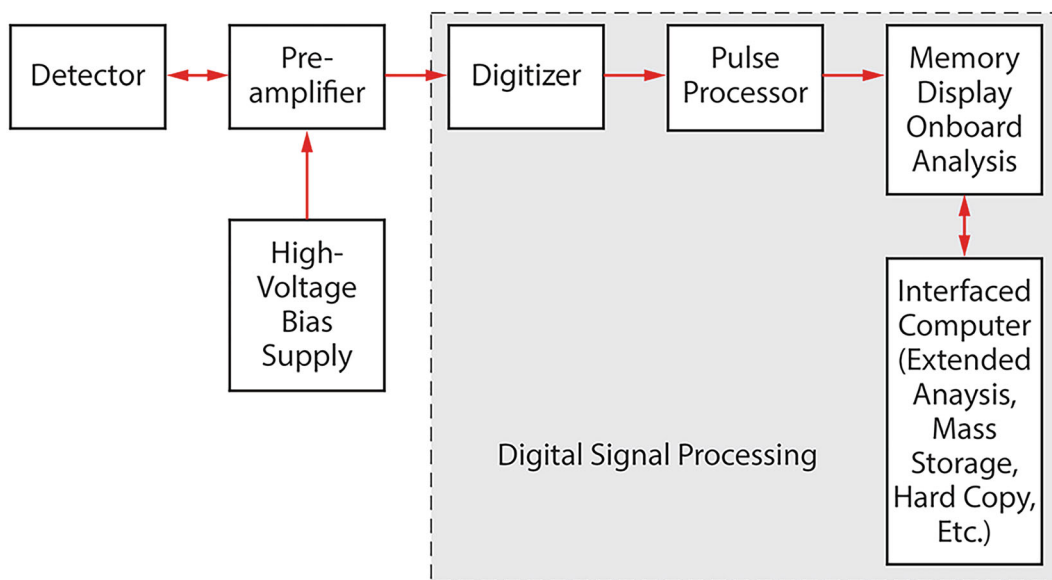 Detector
Pre-
amplifier
Digitizer
Pulse
Processor
Memory
Display
Onboard
Analysis
High-
Voltage
Bias
Supply
Interfaced
Computer
(Extended
Anaysis,
Mass
Storage,
Hard Copy,
Etc.)
Digital Signal Processing